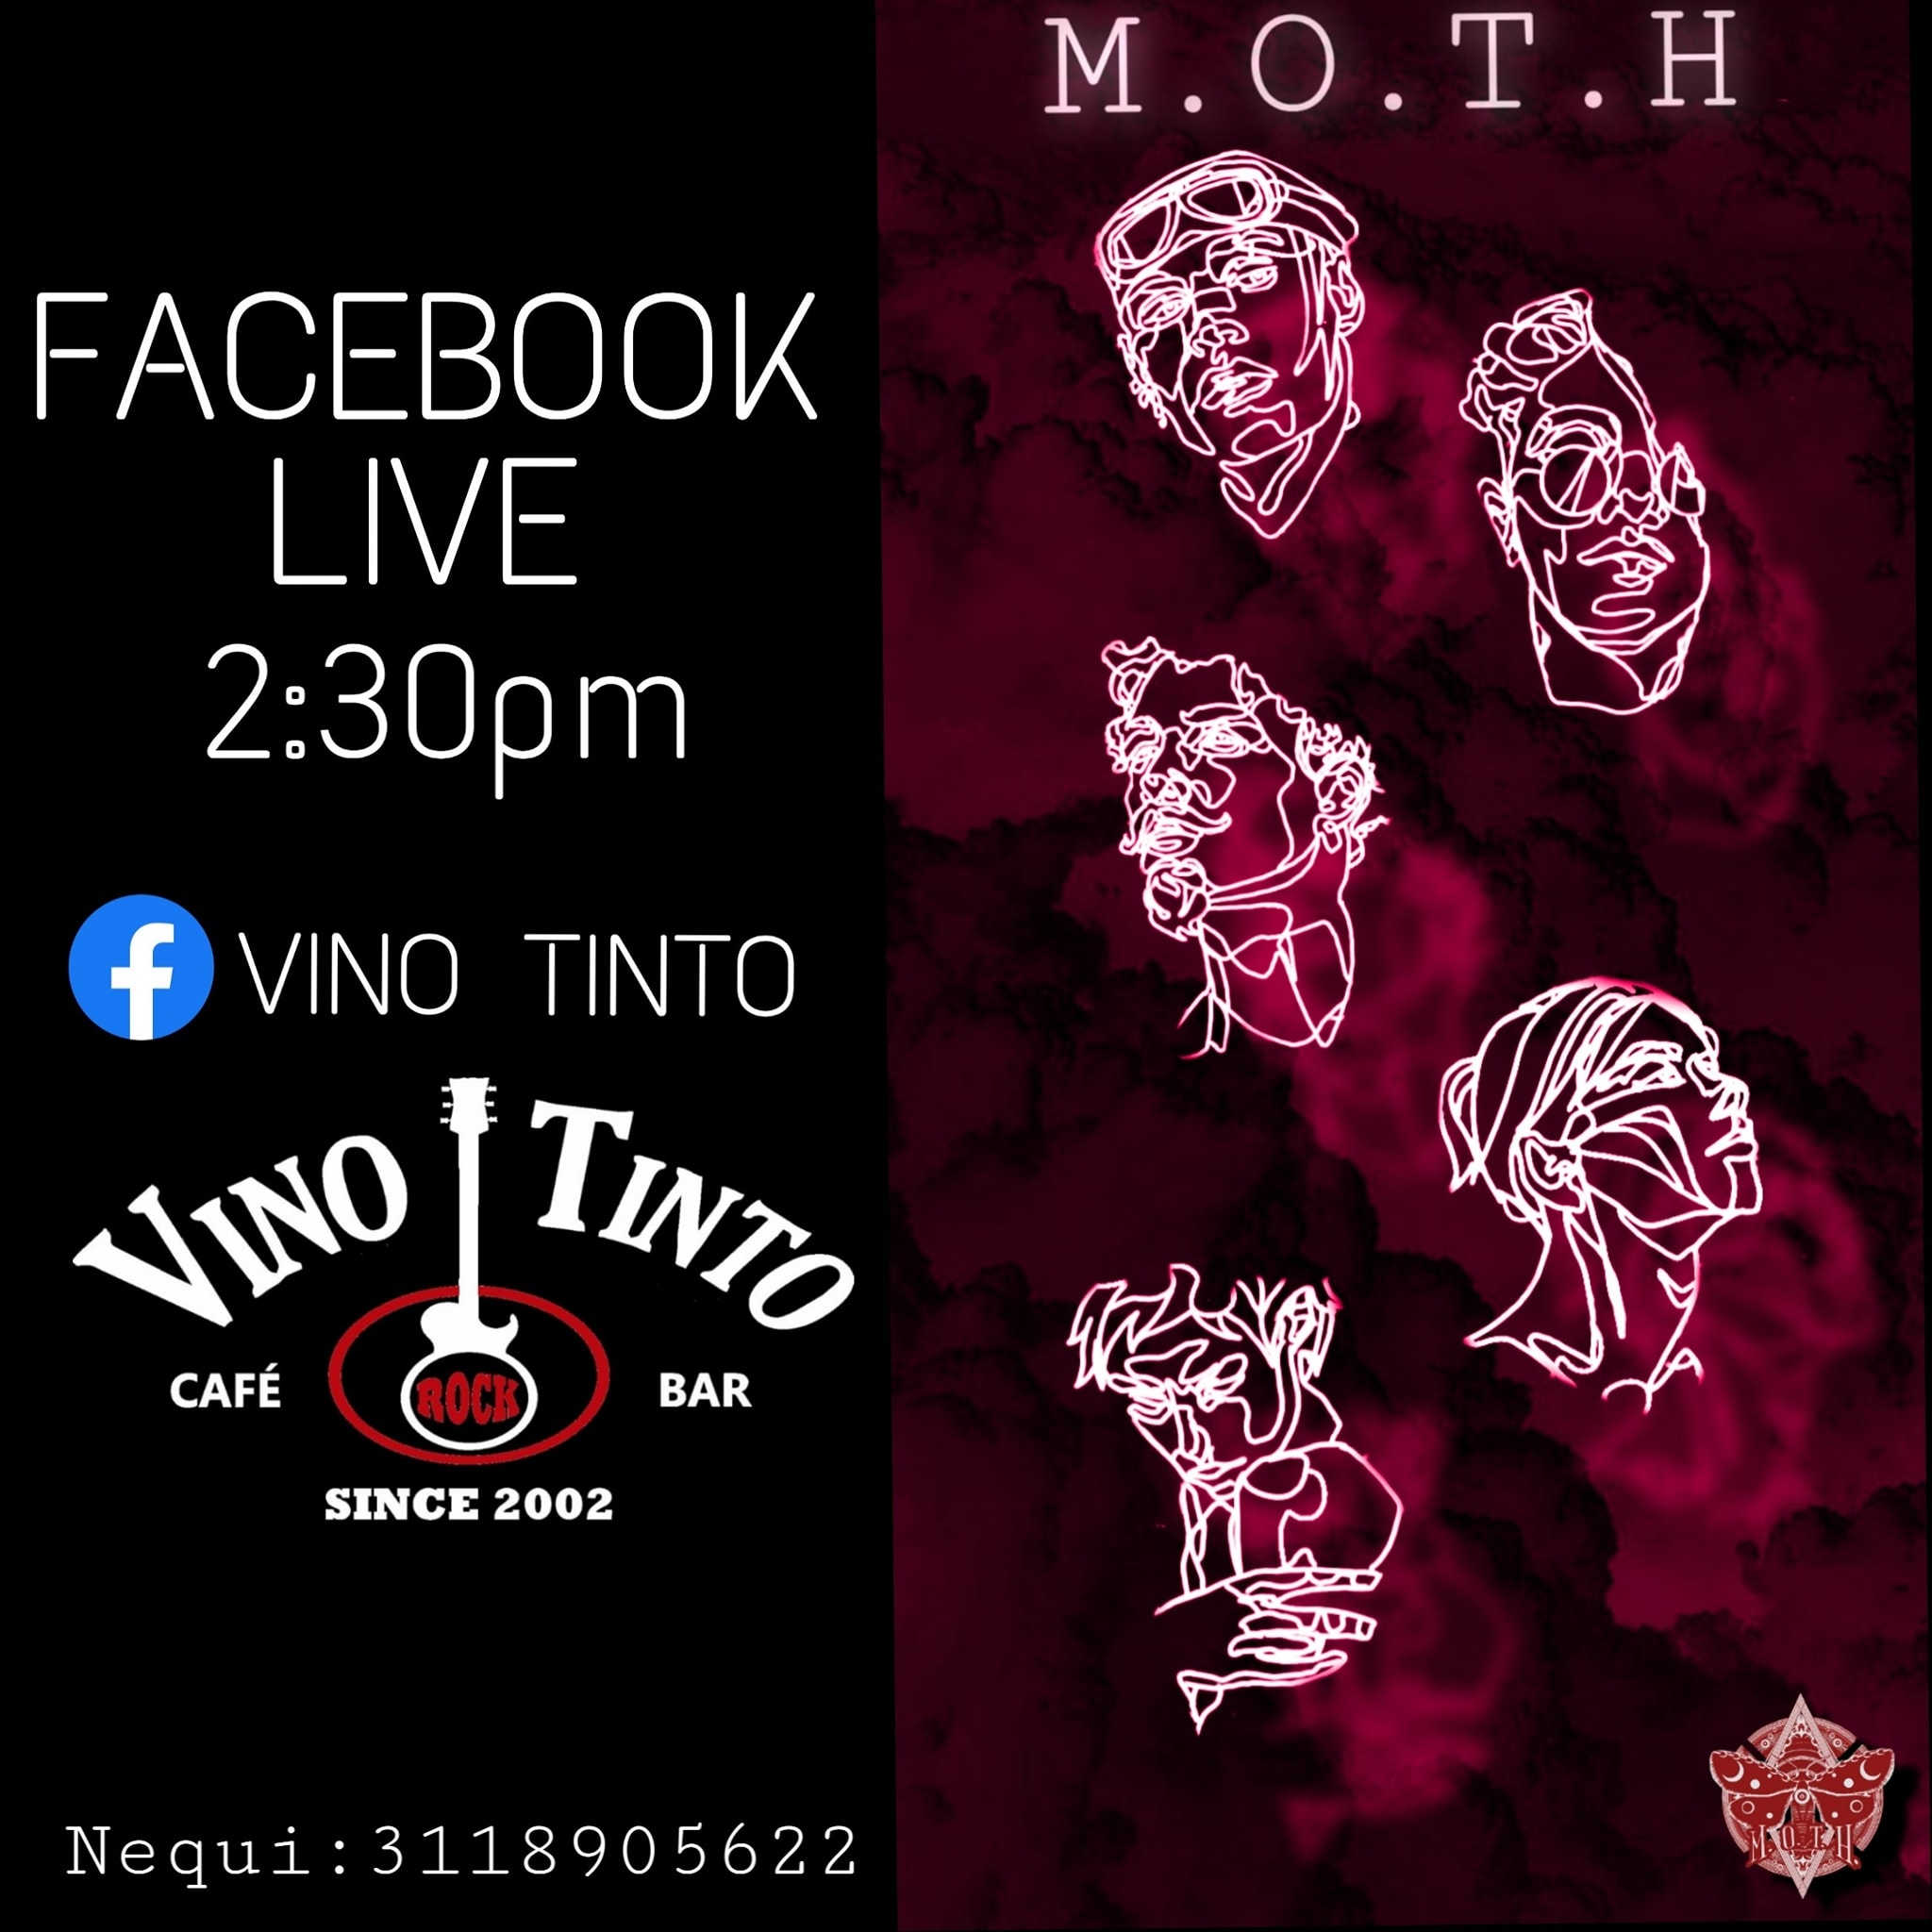 FACEBOOK
LIVE
2:30pm
VINO TINTO
VINO TINTO
CAFÉ ROCK BAR
SINCE 2002
Nequi:3118905622
M.O.T.H
M.O.T.H.